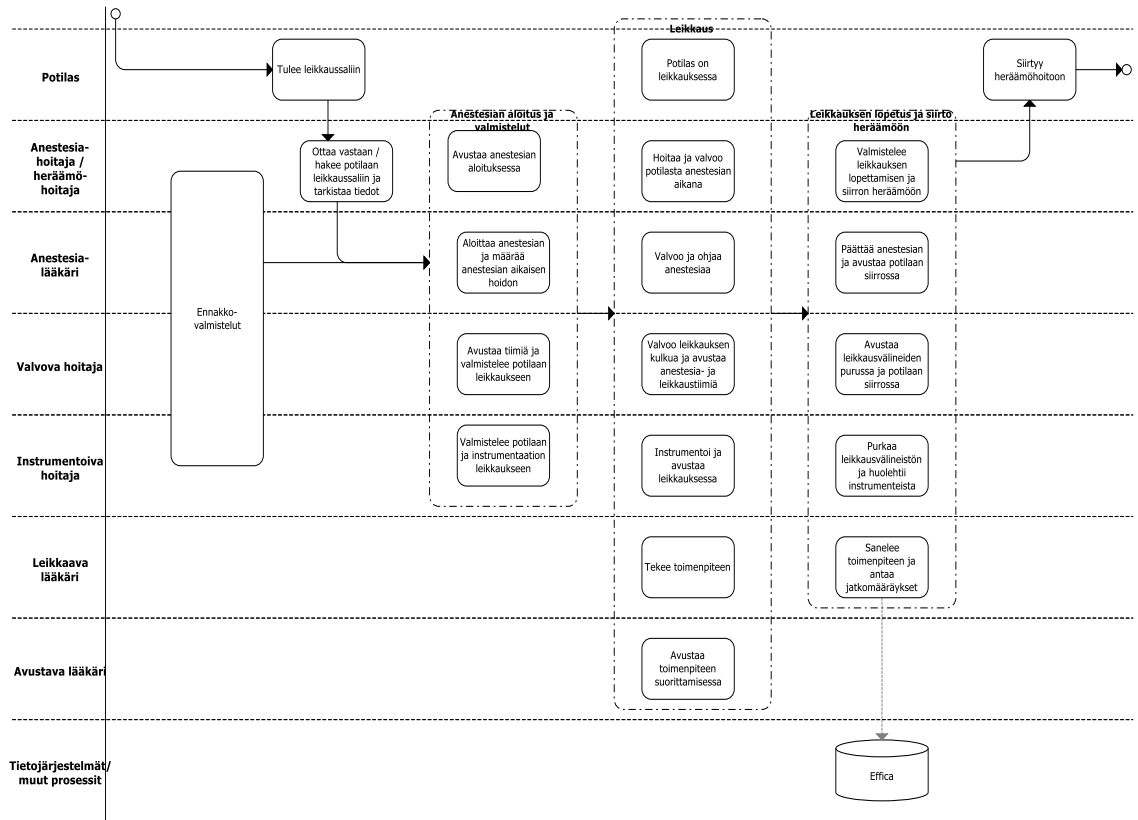 Leikkaus
Potilas
Tulee leikkaussaliin
Potilas on
leikkauksessa
Siirtyy
heräämöhoitoon
Anestesian aloitus ja
valmistelut
Leikkauksen lopetus ja siirto
heräämöön
Anestesia-
hoitaja /
heräämö-
hoitaja
Ottaa vastaan /
hakee potilaan
leikkaussaliin ja
tarkistaa tiedot
Avustaa anestesian
aloituksessa
Hoitaa ja valvoo
potilasta anestesian
aikana
Valmistelee
leikkauksen
lopettamisen ja
siirron heräämöön
Anestesia-
lääkäri
Ennakko-
valmistelut
Aloittaa anestesian
ja määrää
anestesian aikaisen
hoidon
Valvoo ja ohjaa
anestesiaa
Päättää anestesian
ja avustaa potilaan
siirrossa
Valvova hoitaja
Avustaa tiimiä ja
valmistelee potilaan
leikkaukseen
Valvoo leikkauksen
kulkua ja avustaa
anestesia- ja
leikkaustiimiä
Avustaa
leikkausvälineiden
purussa ja potilaan
siirrossa
Instrumentoiva
hoitaja
Valmistelee potilaan
ja instrumentaation
leikkaukseen
Instrumentoi ja
avustaa
leikkauksessa
Purkaa
leikkausvälineistön
ja huolehtii
instrumenteista
Leikkaava
lääkäri
Tekee toimenpiteen
Sanelee
toimenpiteen ja
antaa
jatkomääräykset
Avustava lääkäri
Avustaa
toimenpiteen
suorittamisessa
Tietojärjestelmät/
muut prosessit
Effica